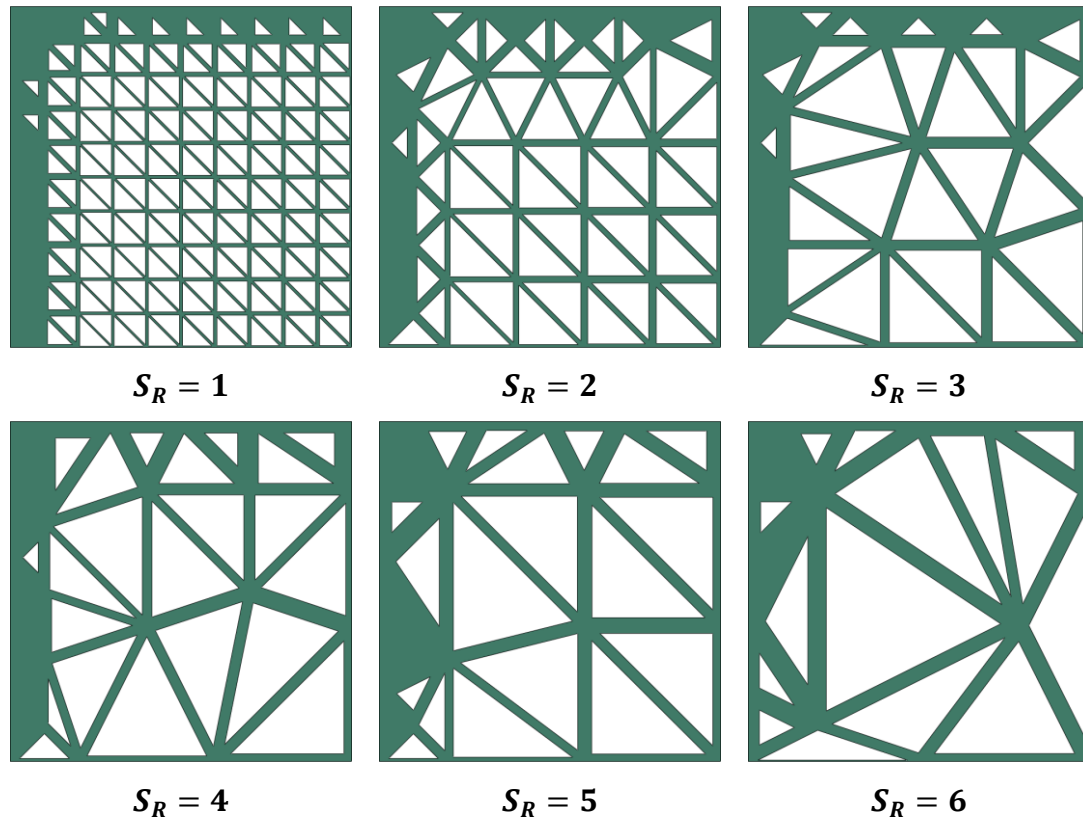 S_R = 1
S_R = 2
S_R = 3
S_R = 4
S_R = 5
S_R = 6